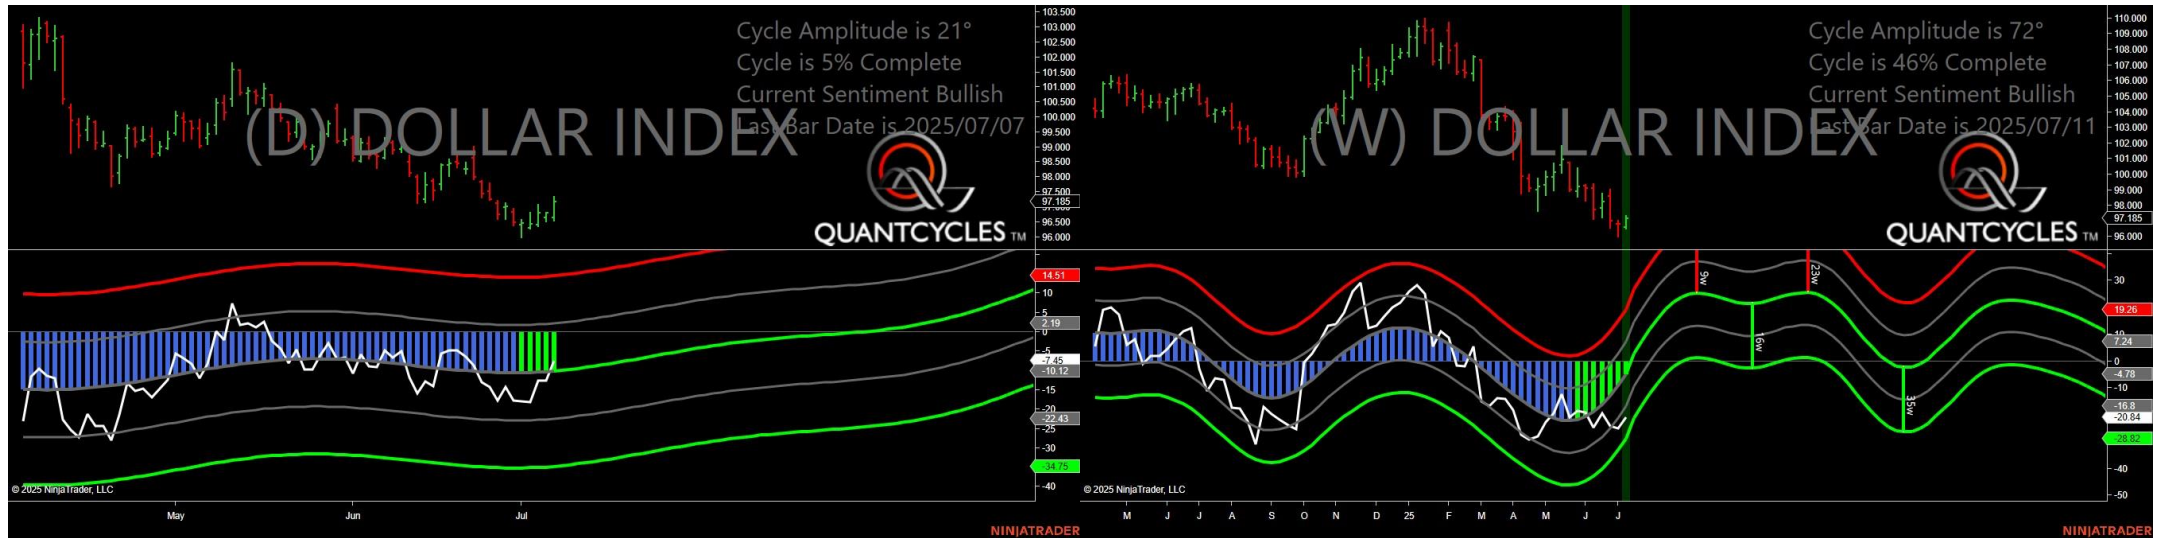 Cycle Amplitude is 21°
Cycle is 5% Complete
Current Sentiment Bullish
Last Bar Date is 2025/07/07
(D) DOLLAR INDEX
QUANTCYCLES TM
103.500
103.000
102.500
102.000
101.500
101.000
100.500
100.000
99.500
99.000
98.500
98.000
97.500
97.185
96.500
96.000
14.51
10
5
2.19
0
-5
-7.45
-10.12
-15
-20
-22.43
-25
-30
-34.75
-40
© 2025 NinjaTrader, LLC
May
Jun
Jul
NINJATRADER
Cycle Amplitude is 72°
Cycle is 46% Complete
Current Sentiment Bullish
Last Bar Date is 2025/07/11
(W) DOLLAR INDEX
QUANTCYCLES TM
110.000
109.000
108.000
107.000
106.000
105.000
104.000
103.000
102.000
101.000
100.000
99.000
98.000
97.185
96.000
9w
23w
16w
35w
30
19.26
10
7.24
0
-4.78
-10
-16.8
-20.84
-28.82
-40
-50
© 2025 NinjaTrader, LLC
M
J
J
A
S
O
N
D
25
F
M
A
M
J
J
NINJATRADER